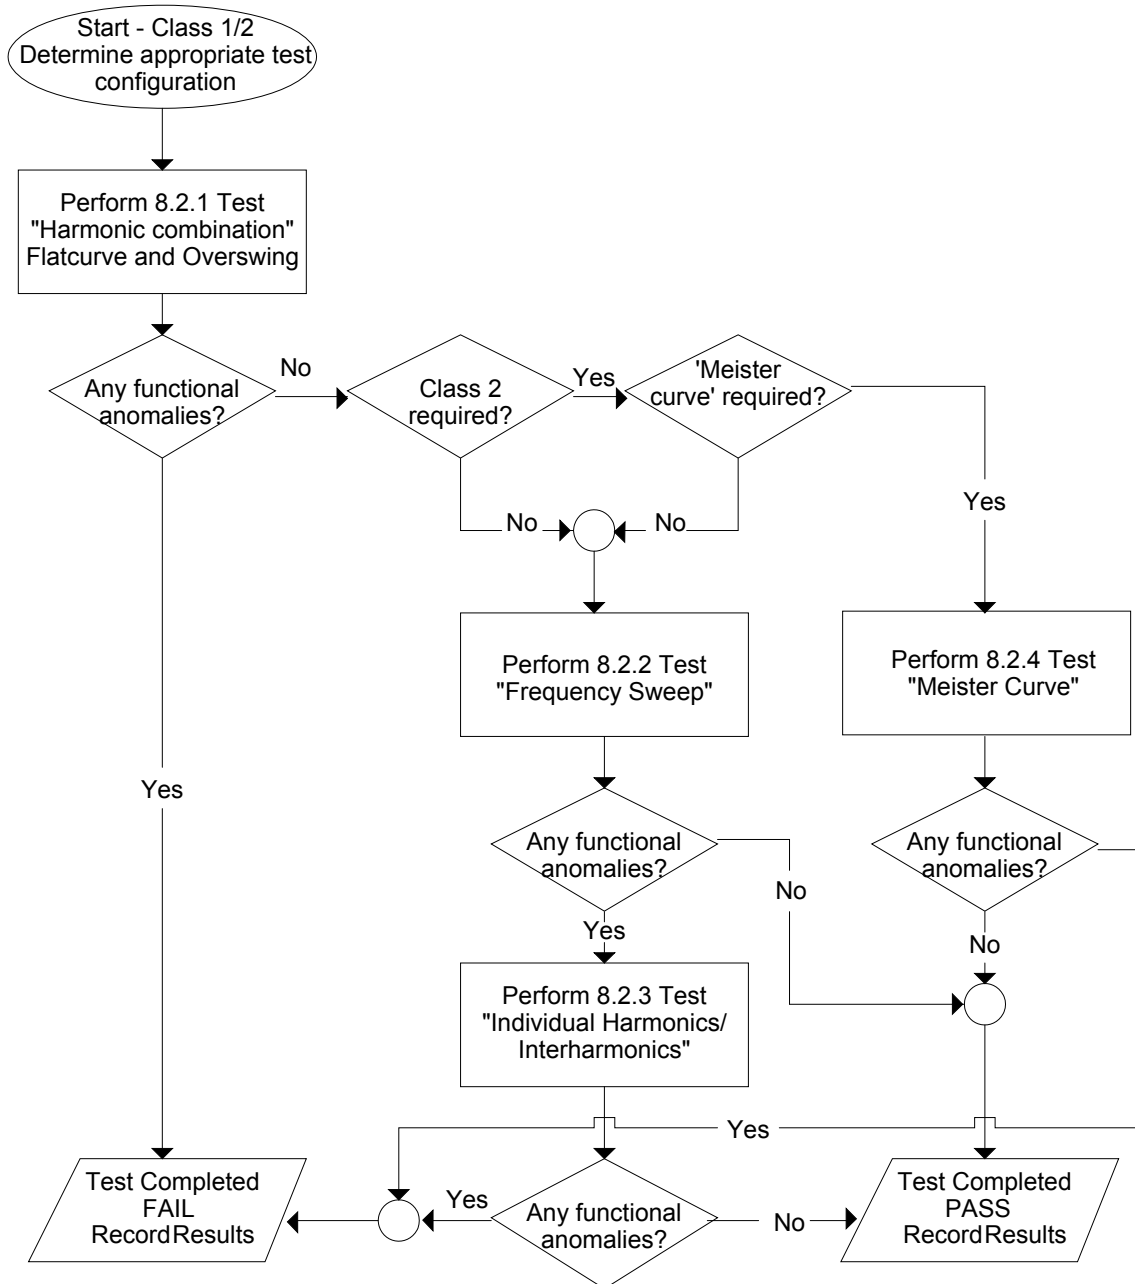 Start - Class 1/2
Determine appropriate test
configuration
Perform 8.2.1 Test
"Harmonic combination"
Flatcurve and Overswing
Any functional
anomalies?
No
Class 2
required?
Yes
'Meister
curve' required?
No
No
Yes
Perform 8.2.2 Test
"Frequency Sweep"
Perform 8.2.4 Test
"Meister Curve"
Yes
Any functional
anomalies?
No
Any functional
anomalies?
Yes
No
Perform 8.2.3 Test
"Individual Harmonics/
Interharmonics"
Yes
Test Completed
FAIL
RecordResults
Yes
Any functional
anomalies?
No
Test Completed
PASS
RecordResults